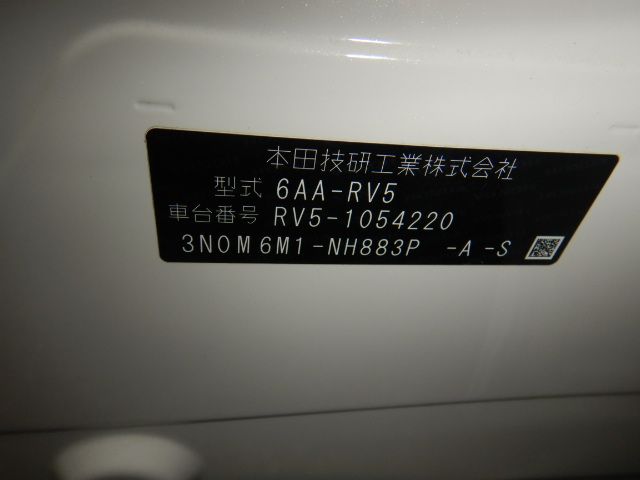 本田技研工業株式会社
型式 6AA-RV5
車台番号 RV5-1054220
3N0M6M1-NH883P -A -S